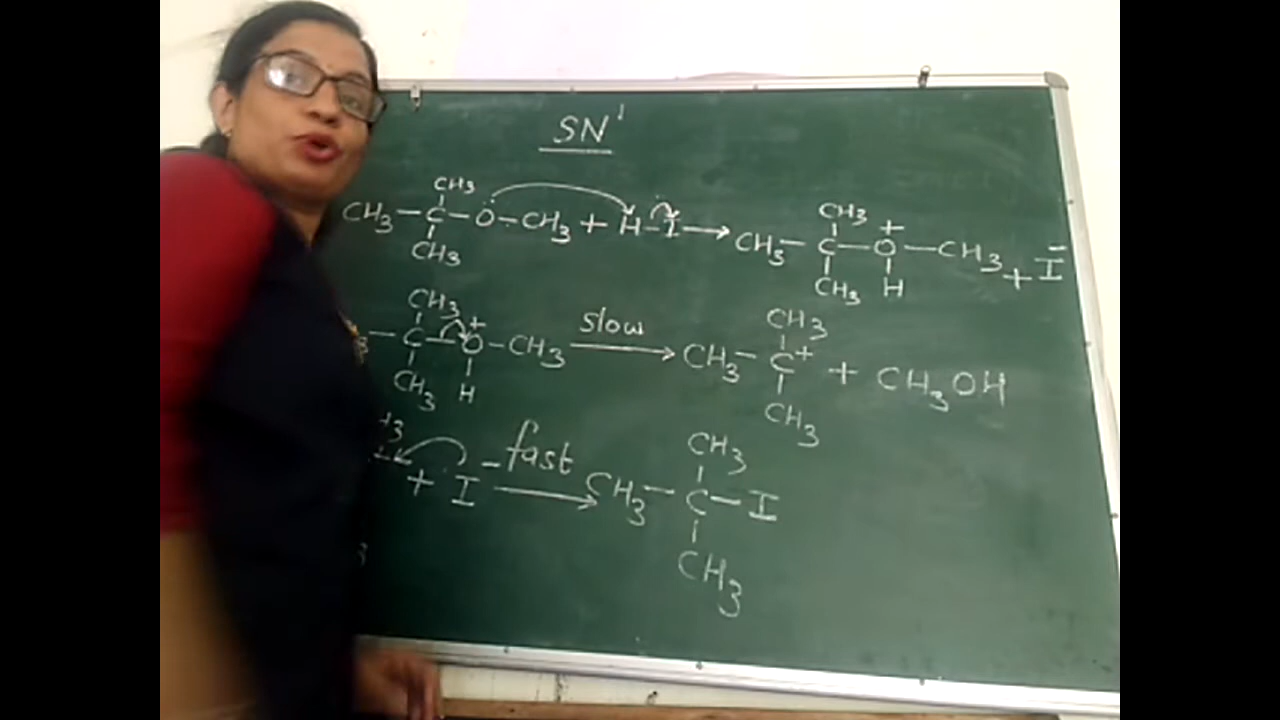 SN¹
CH₃
CH₃—C—O—CH₃ + H—I → CH₃—C—O⁺—CH₃ + I⁻
CH₃
CH₃
CH₃ H
CH₃
—C—O⁺—CH₃ slow → CH₃—C⁺ + CH₃OH
CH₃ H
CH₃
CH₃
+ I⁻ fast → CH₃—C—I
CH₃
CH₃